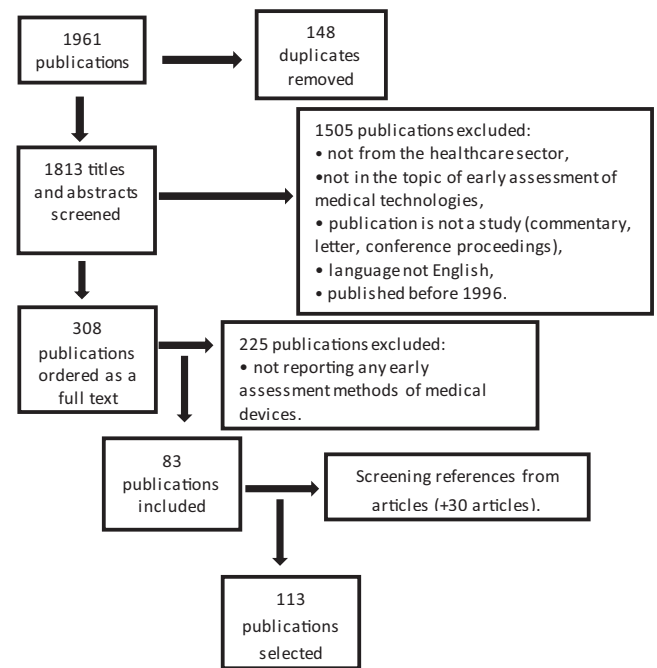 1961
publications
148
duplicates
removed
1813 titles
and abstracts
screened
1505 publications excluded:
• not from the healthcare sector,
•not in the topic of early assessment of
medical technologies,
• publication is not a study (commentary,
letter, conference proceedings),
• language not English,
• published before 1996.
308
publications
ordered as a
full text
225 publications excluded:
• not reporting any early
assessment methods of medical
devices.
83
publications
included
Screening references from
articles (+30 articles).
113
publications
selected